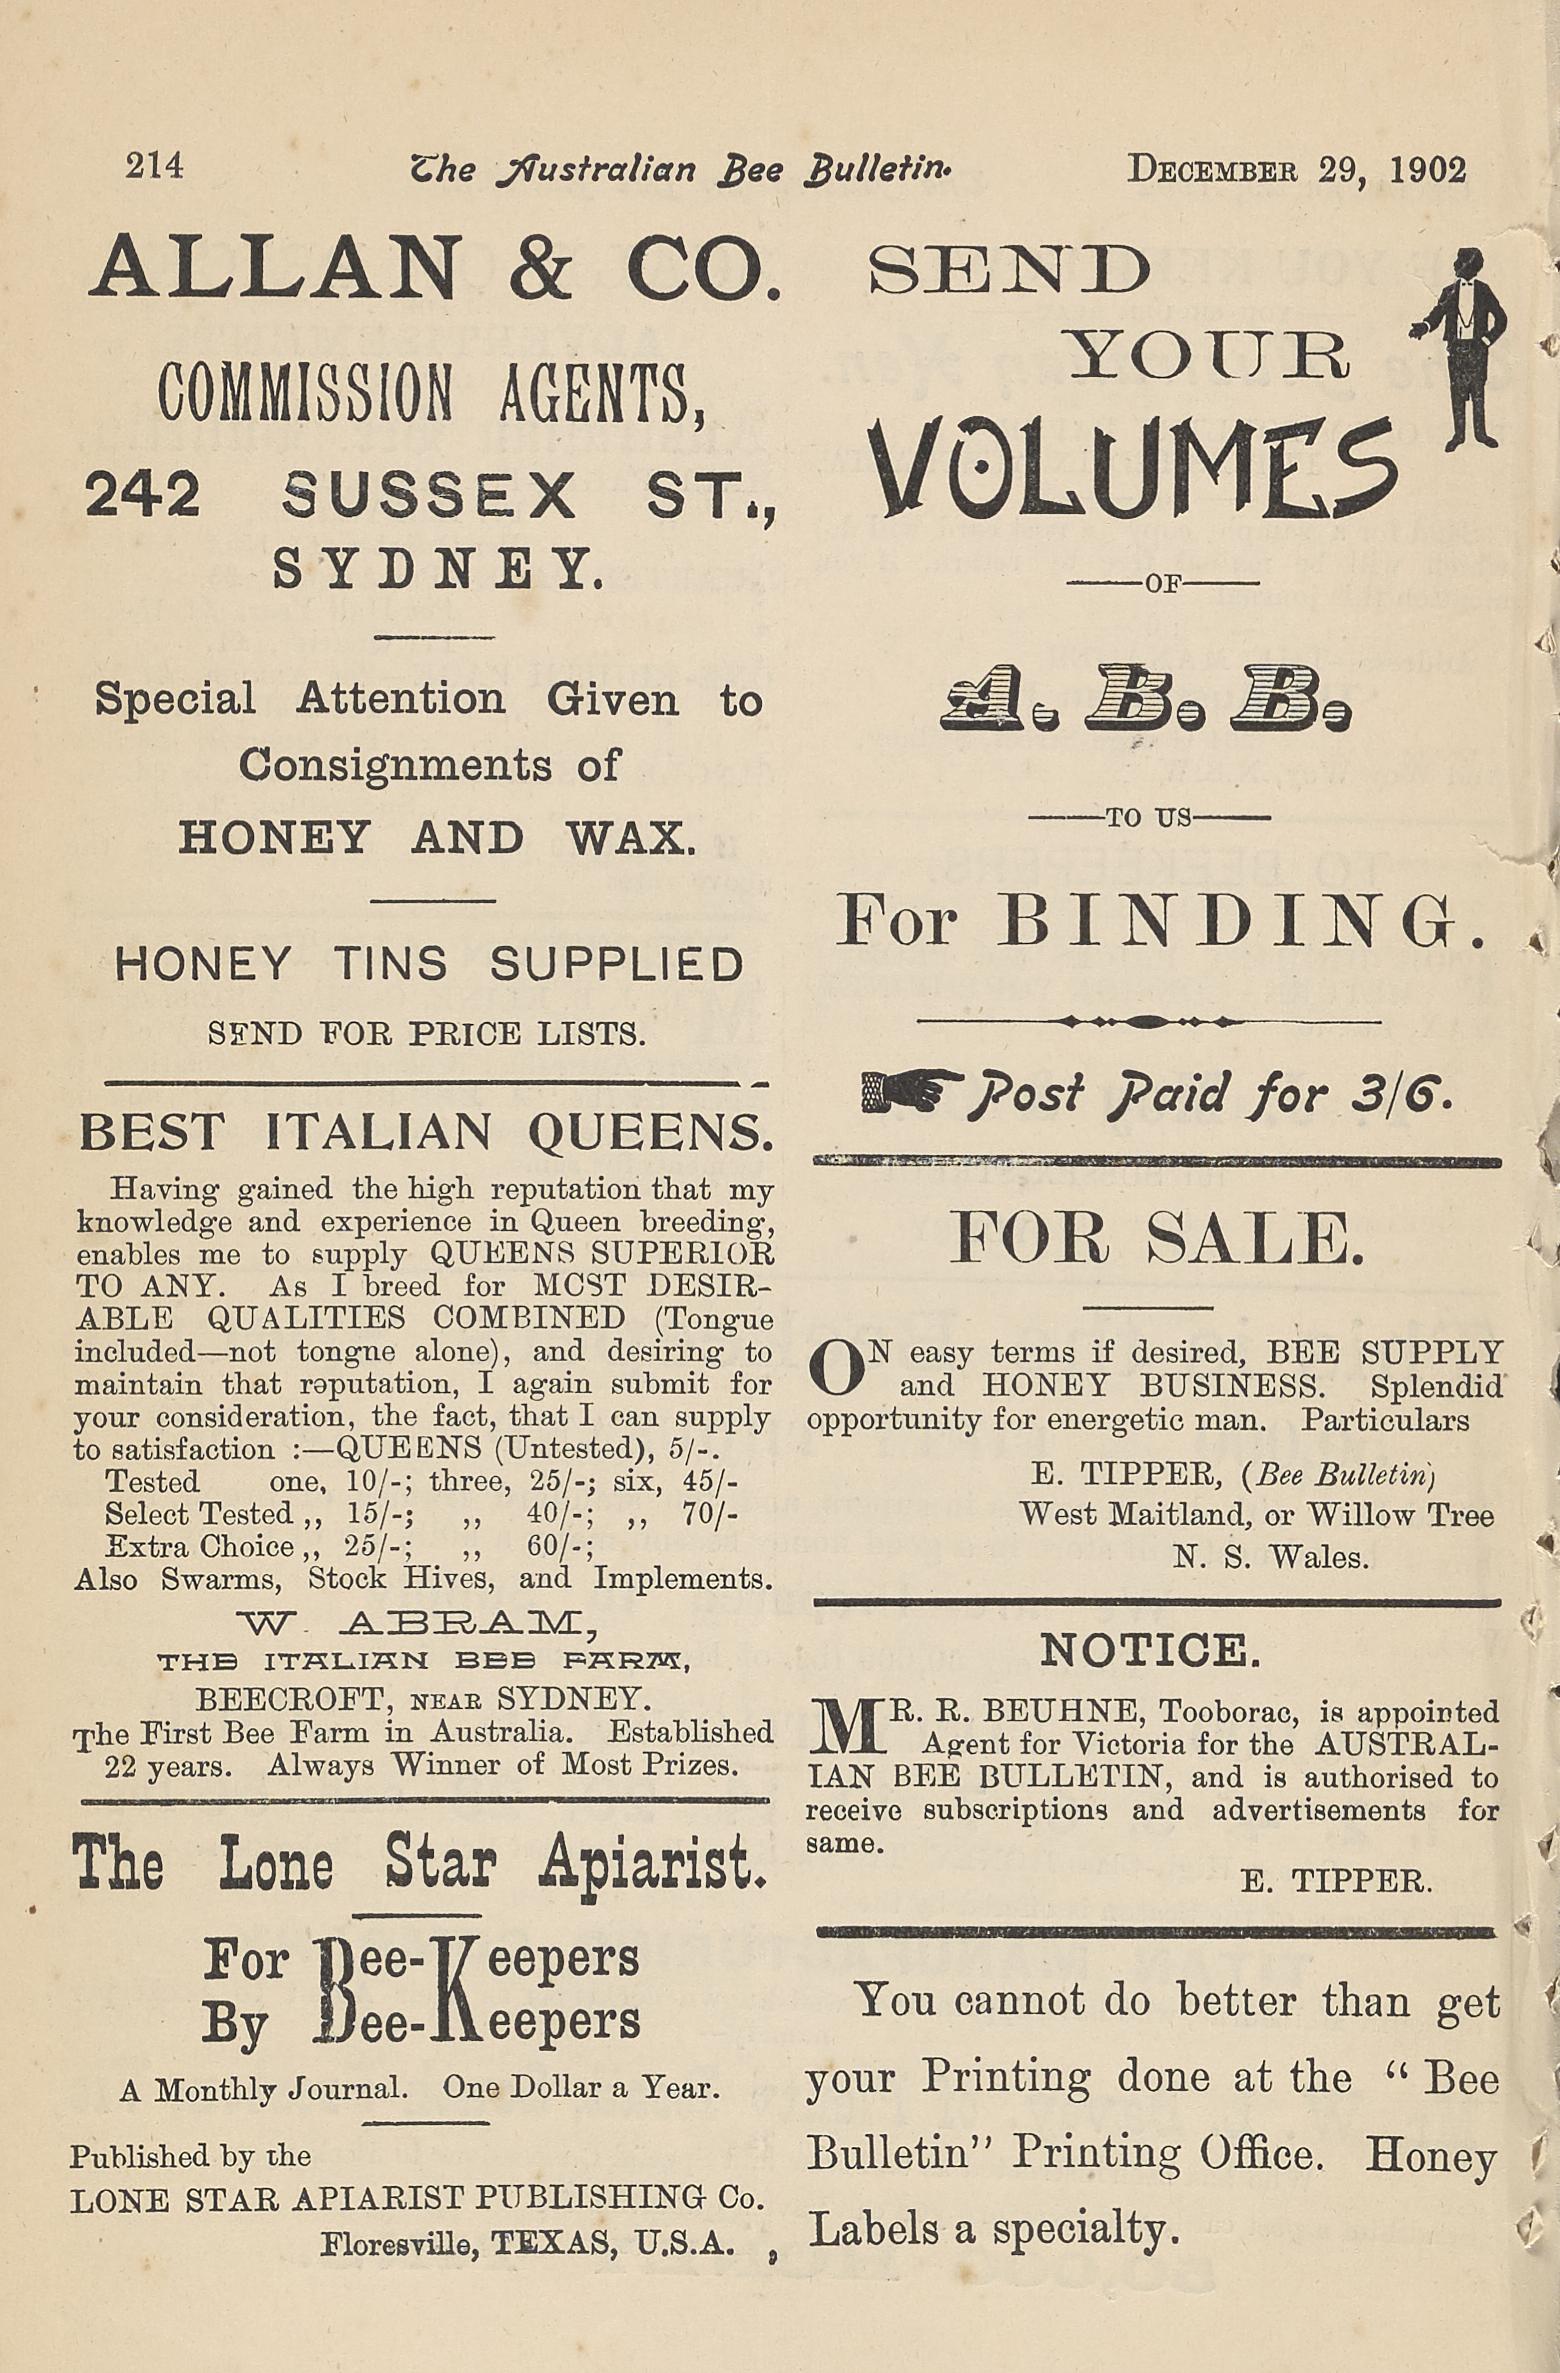 214 The Australian Bee Bulletin. DECEMBER 29, 1902
ALLAN & CO.
COMMISSION AGENTS,
242 SUSSEX ST.,
SYDNEY.
Special Attention Given to
Consignments of
HONEY AND WAX.
HONEY TINS SUPPLIED
SEND FOR PRICE LISTS.
BEST ITALIAN QUEENS.
Having gained the high reputation that my
knowledge and experience in Queen breeding,
enables me to supply QUEENS SUPERIOR
TO ANY. As I breed for MOST DESIR-
ABLE QUALITIES COMBINED (Tongue
included—not tongue alone), and desiring to
maintain that reputation, I again submit for
your consideration, the fact, that I can supply
to satisfaction :—QUEENS (Untested), 5/-.
Tested one, 10/-; three, 25/-; six, 45/-
Select Tested ,, 15/-; ,, 40/-; ,, 70/-
Extra Choice ,, 25/-; ,, 60/-;
Also Swarms, Stock Hives, and Implements.
W. ABRAM,
THE ITALIAN BEE FARM,
BEECROFT, NEAR SYDNEY.
The First Bee Farm in Australia. Established
22 years. Always Winner of Most Prizes.
The Lone Star Apiarist.
For Bee-Keepers
By Bee-Keepers
A Monthly Journal. One Dollar a Year.
Published by the
LONE STAR APIARIST PUBLISHING Co.
Floresville, TEXAS, U.S.A. ,
SEND
YOUR
VOLUMES
OF
A. B. B.
TO US
For BINDING.
Post Paid for 3/6.
FOR SALE.
ON easy terms if desired, BEE SUPPLY
and HONEY BUSINESS. Splendid
opportunity for energetic man. Particulars
E. TIPPER, (Bee Bulletin)
West Maitland, or Willow Tree
N. S. Wales.
NOTICE.
MR. R. BEUHNE, Tooborac, is appointed
Agent for Victoria for the AUSTRAL-
IAN BEE BULLETIN, and is authorised to
receive subscriptions and advertisements for
same.
E. TIPPER.
You cannot do better than get
your Printing done at the “ Bee
Bulletin” Printing Office. Honey
Labels a specialty.